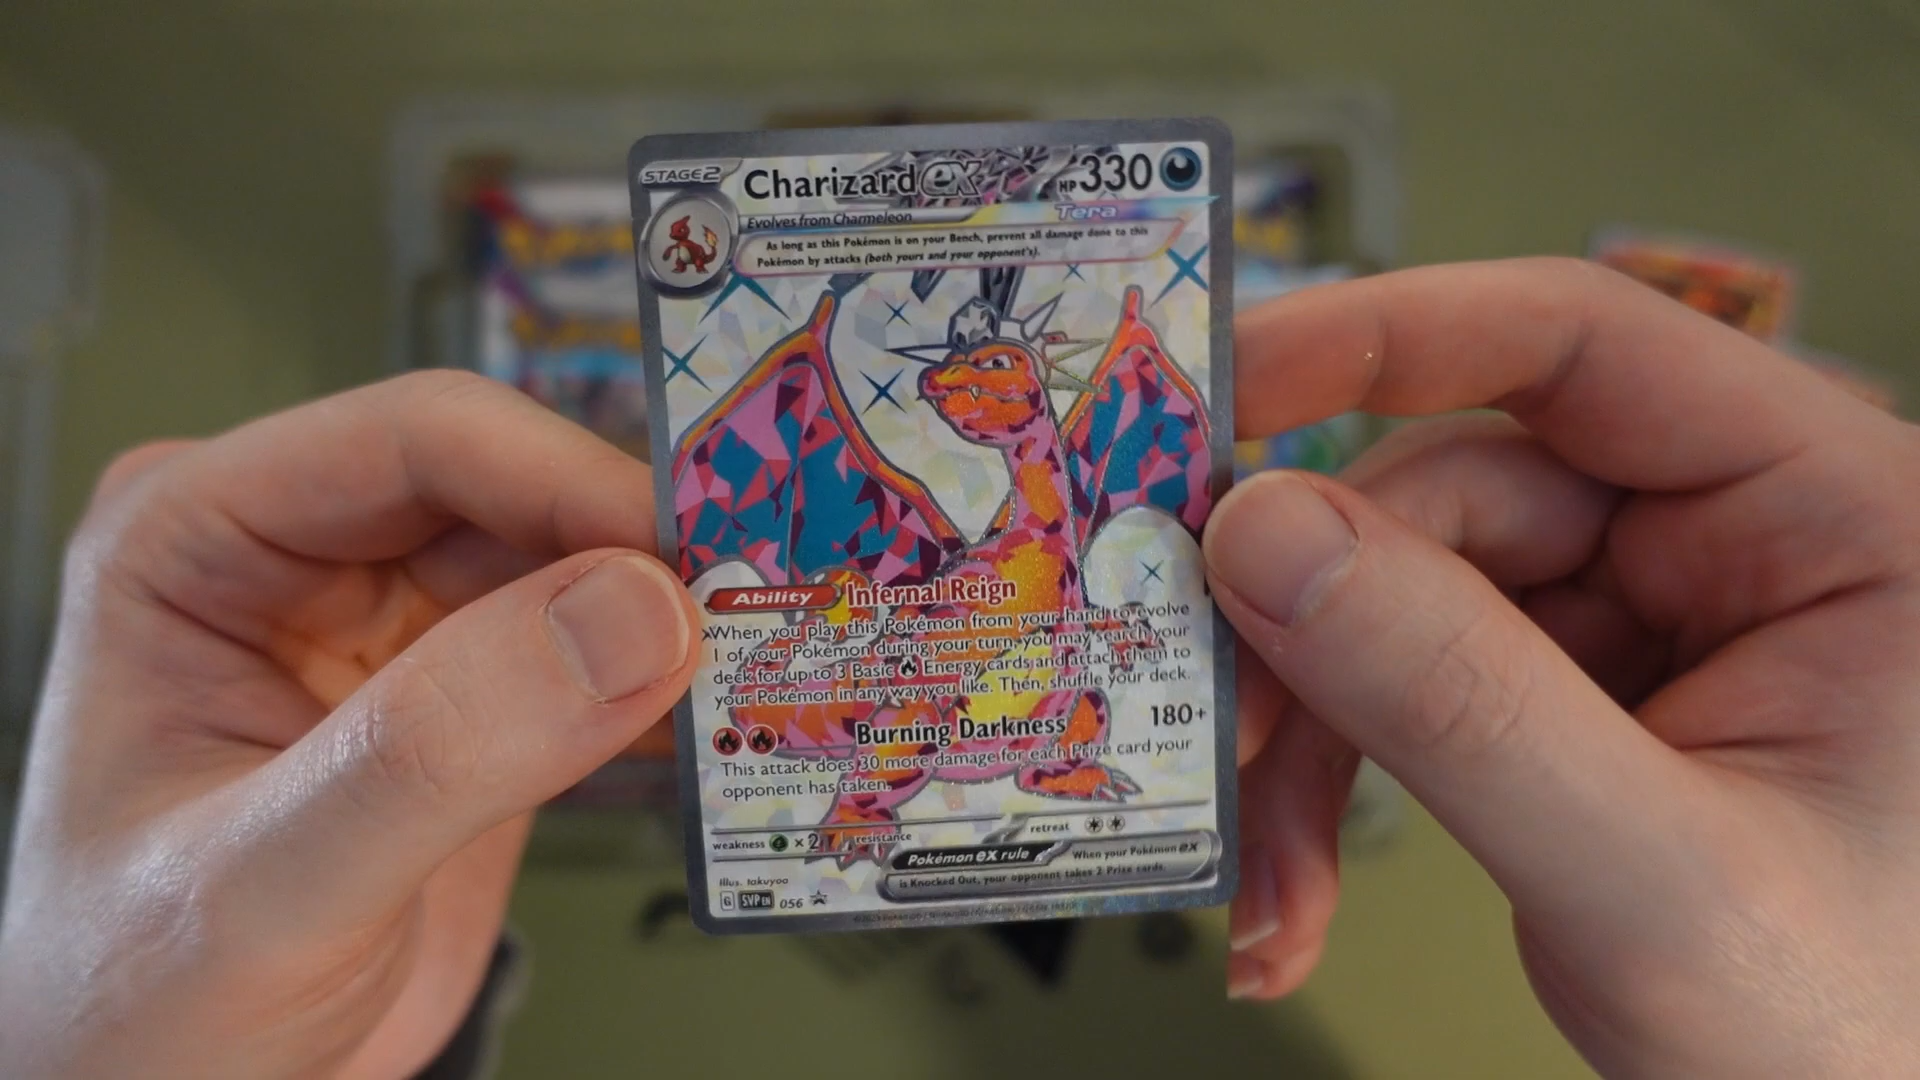 STAGE2 Charizard ex HP 330
Evolves from Charmeleon Tera
As long as this Pokémon is on your Bench, prevent all damage done to this
Pokémon by attacks (both yours and your opponent's).
Ability Infernal Reign
When you play this Pokémon from your hand to evolve
1 of your Pokémon during your turn, you may search your
deck for up to 3 Basic Energy cards and attach them to
your Pokémon in any way you like. Then, shuffle your deck.
Burning Darkness 180+
This attack does 30 more damage for each Prize card your
opponent has taken.
weakness ×2 resistance retreat
Pokémon ex rule When your Pokémon ex
is Knocked Out, your opponent takes 2 Prize cards.
Illus. takuyoa
G SVP EN 056